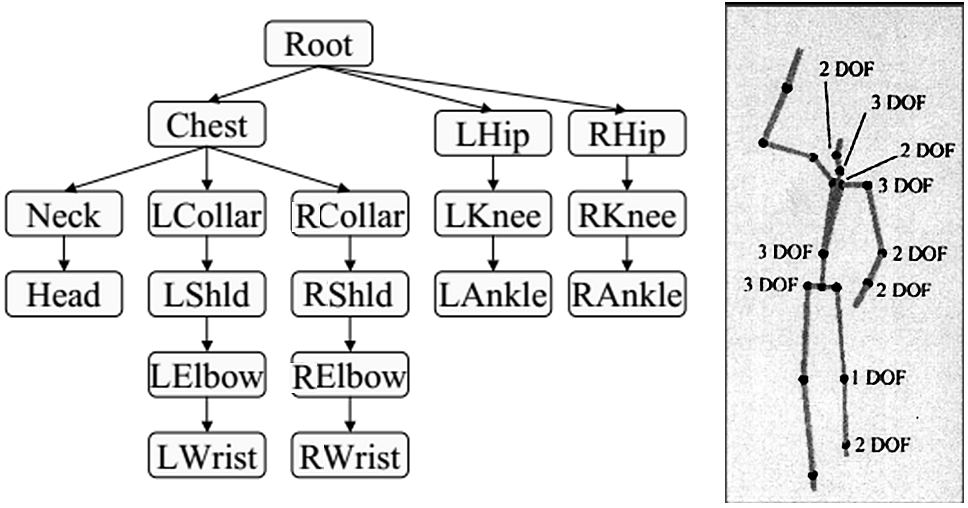 Root
Chest
LHip
RHip
Neck
LCollar
RCollar
LKnee
RKnee
Head
LShld
RShld
LAnkle
RAnkle
LElbow
RElbow
LWrist
RWrist
2 DOF
3 DOF
2 DOF
3 DOF
3 DOF
2 DOF
3 DOF
2 DOF
1 DOF
2 DOF